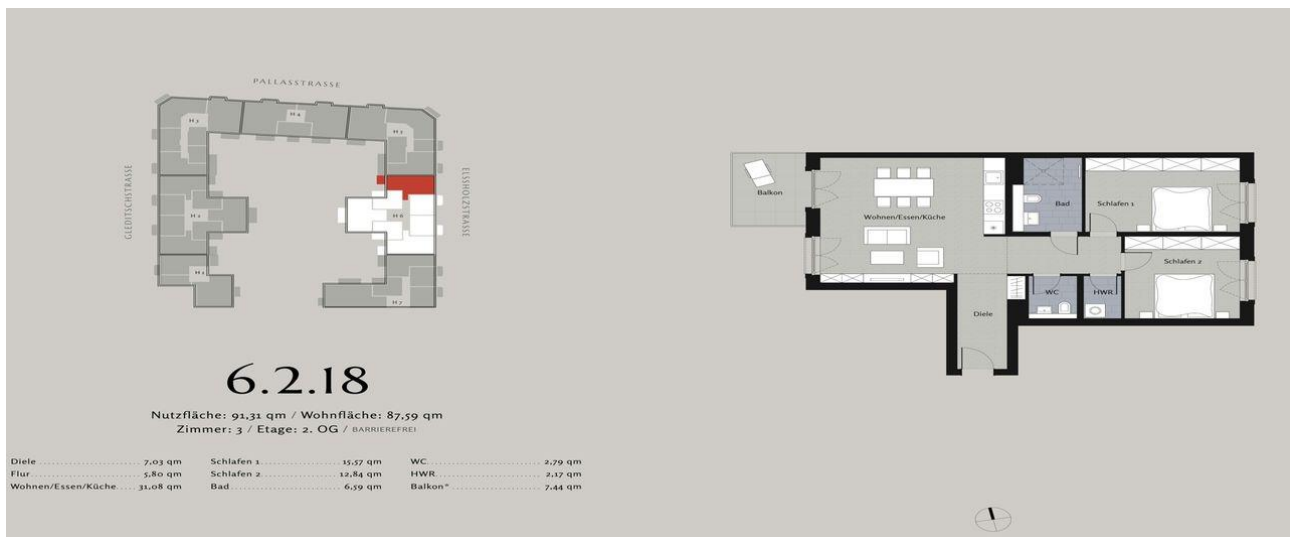 PALLASSTRASSE
GLEDITSCHSTRASSE
ELSSHOLZSTRASSE
H 3
H 4
H 5
H 2
H 6
H 1
H 7
6.2.18
Nutzfläche: 91,31 qm / Wohnfläche: 87,59 qm
Zimmer: 3 / Etage: 2. OG / BARRIEREFREI
Diele 7,03 qm
Flur 5,80 qm
Wohnen/Essen/Küche 31,08 qm
Schlafen 1 15,57 qm
Schlafen 2 12,84 qm
Bad 6,59 qm
WC 2,79 qm
HWR 2,17 qm
Balkon* 7,44 qm
Balkon
Wohnen/Essen/Küche
Bad
Schlafen 1
Schlafen 2
WC
HWR
Diele